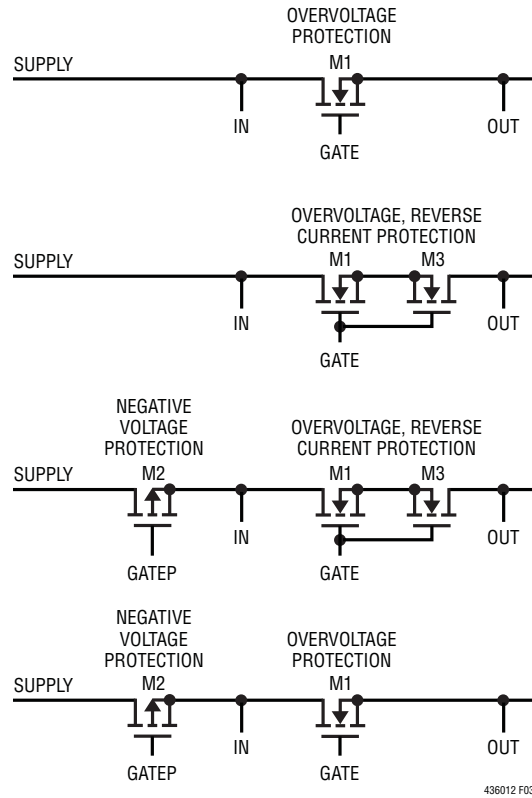 OVERVOLTAGE
PROTECTION
SUPPLY
M1
IN
OUT
GATE
OVERVOLTAGE, REVERSE
CURRENT PROTECTION
SUPPLY
M1
M3
IN
OUT
GATE
NEGATIVE
VOLTAGE
PROTECTION
OVERVOLTAGE, REVERSE
CURRENT PROTECTION
SUPPLY
M2
M1
M3
IN
OUT
GATEP
GATE
NEGATIVE
VOLTAGE
PROTECTION
OVERVOLTAGE
PROTECTION
SUPPLY
M2
M1
IN
OUT
GATEP
GATE
436012 F03